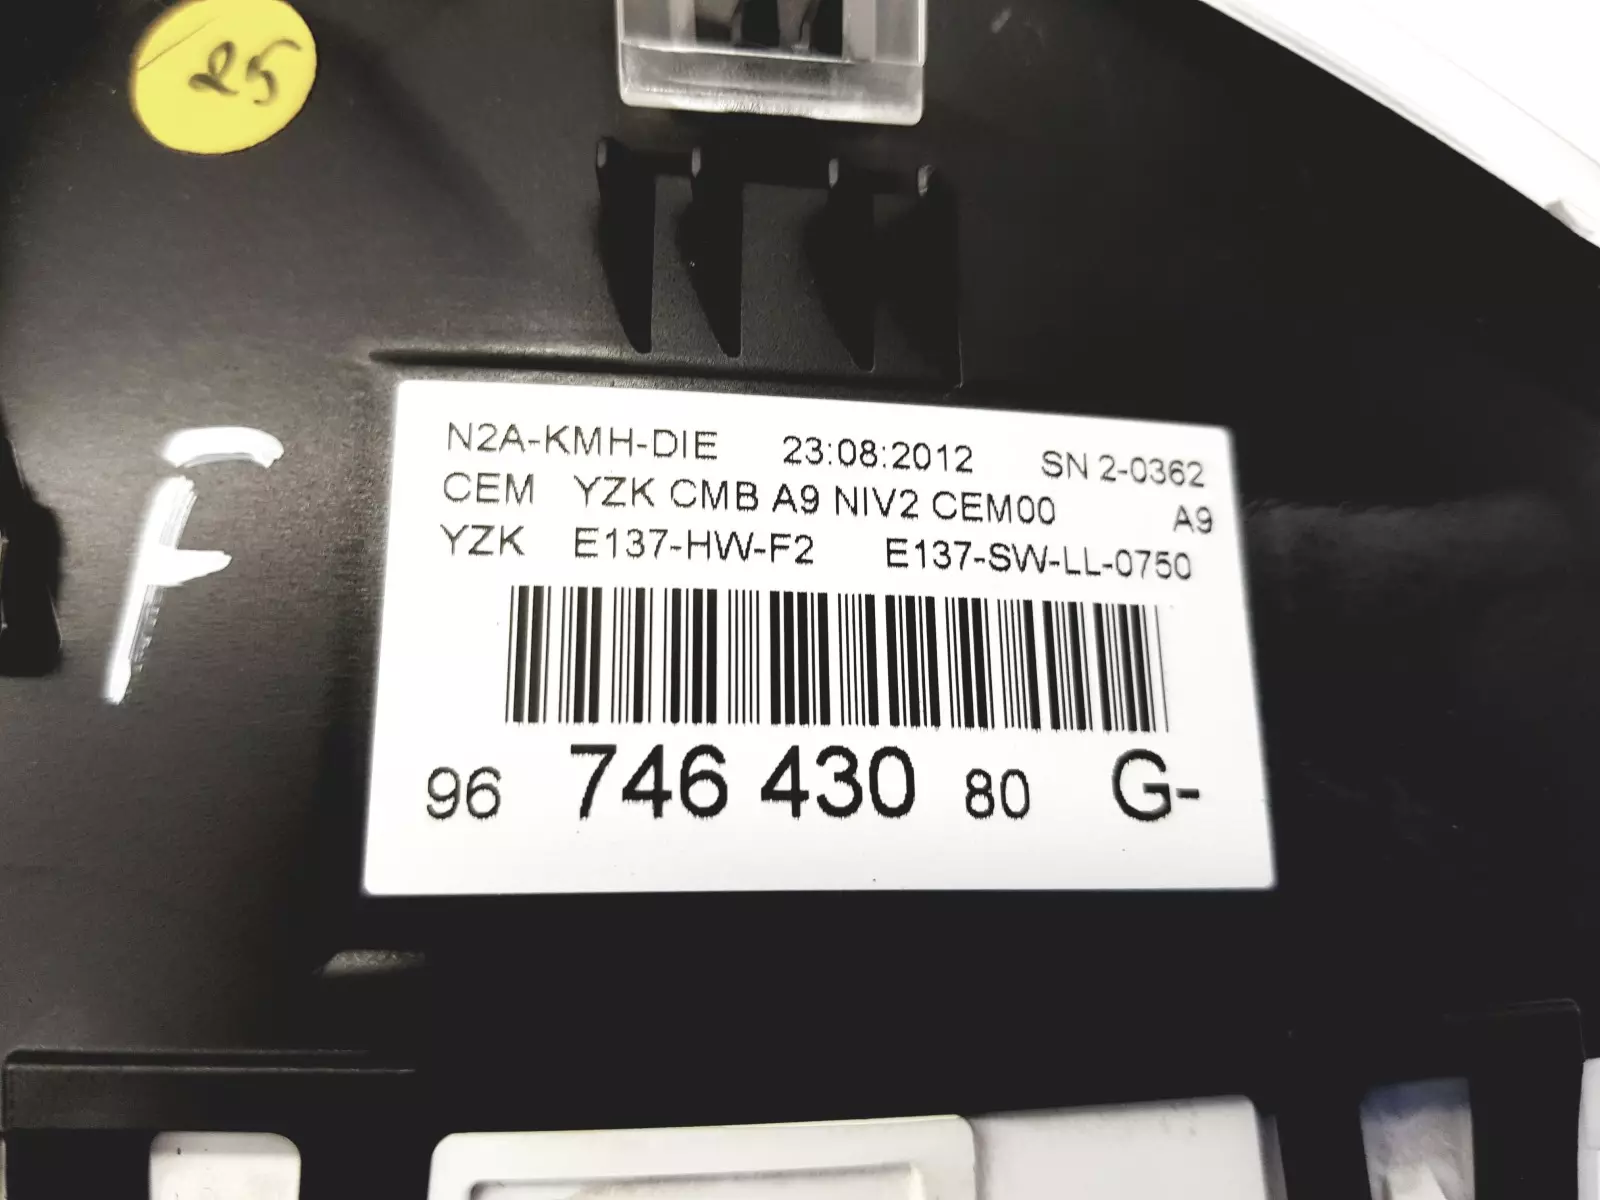 25
N2A-KMH-DIE 23:08:2012 SN 2-0362
CEM YZK CMB A9 NIV2 CEM00 A9
YZK E137-HW-F2 E137-SW-LL-0750
96 746 430 80 G-
F